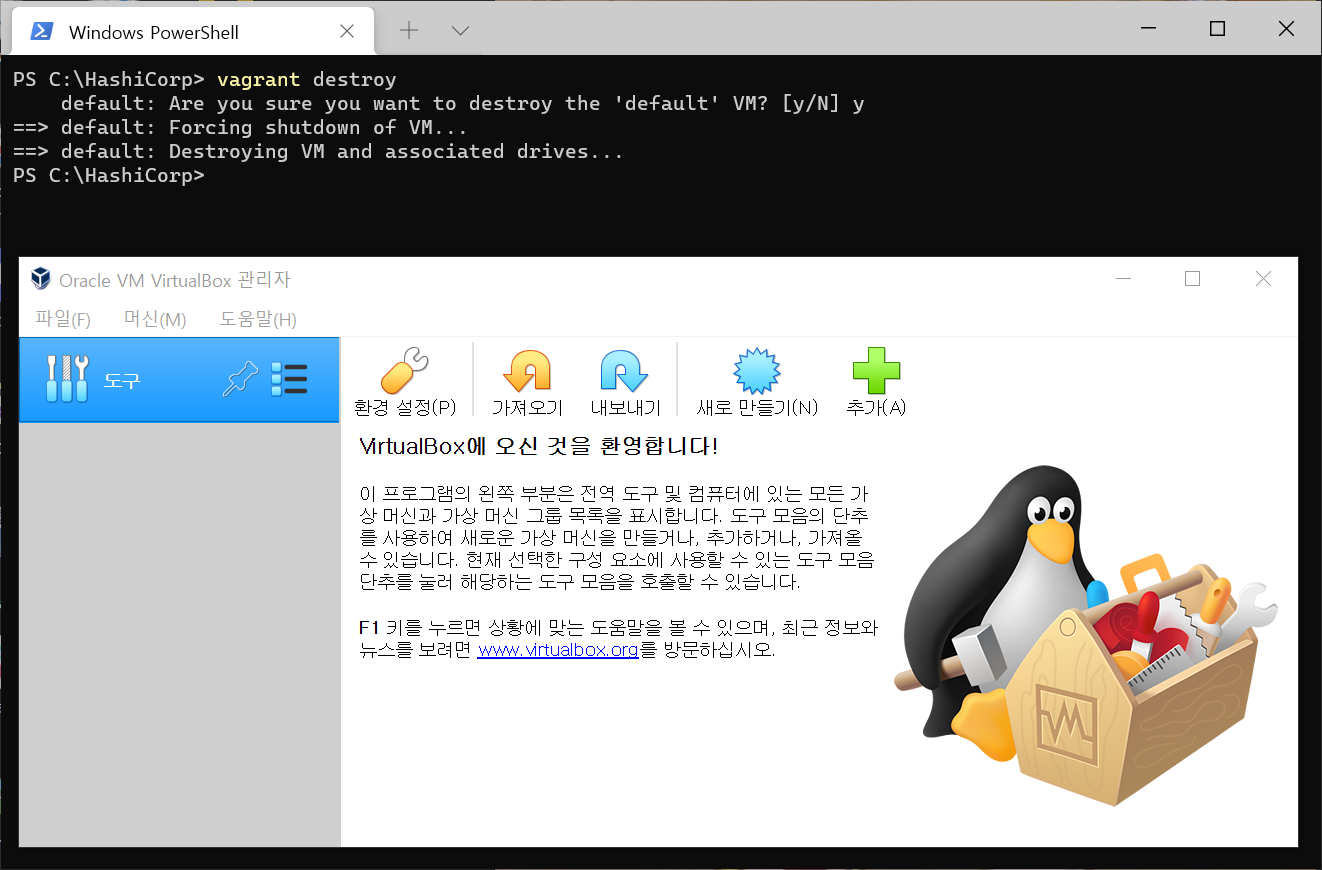 Windows PowerShell
PS C:\HashiCorp> vagrant destroy
default: Are you sure you want to destroy the 'default' VM? [y/N] y
==> default: Forcing shutdown of VM...
==> default: Destroying VM and associated drives...
PS C:\HashiCorp>
Oracle VM VirtualBox 관리자
파일(F) 머신(M) 도움말(H)
도구
환경 설정(P) 가져오기 내보내기 새로 만들기(N) 추가(A)
VirtualBox에 오신 것을 환영합니다!
이 프로그램의 왼쪽 부분은 전역 도구 및 컴퓨터에 있는 모든 가
상 머신과 가상 머신 그룹 목록을 표시합니다. 도구 모음의 단추
를 사용하여 새로운 가상 머신을 만들거나, 추가하거나, 가져올
수 있습니다. 현재 선택한 구성 요소에 사용할 수 있는 도구 모음
단추를 눌러 해당하는 도구 모음을 호출할 수 있습니다.
F1 키를 누르면 상황에 맞는 도움말을 볼 수 있으며, 최근 정보와
뉴스를 보려면 www.virtualbox.org를 방문하십시오.